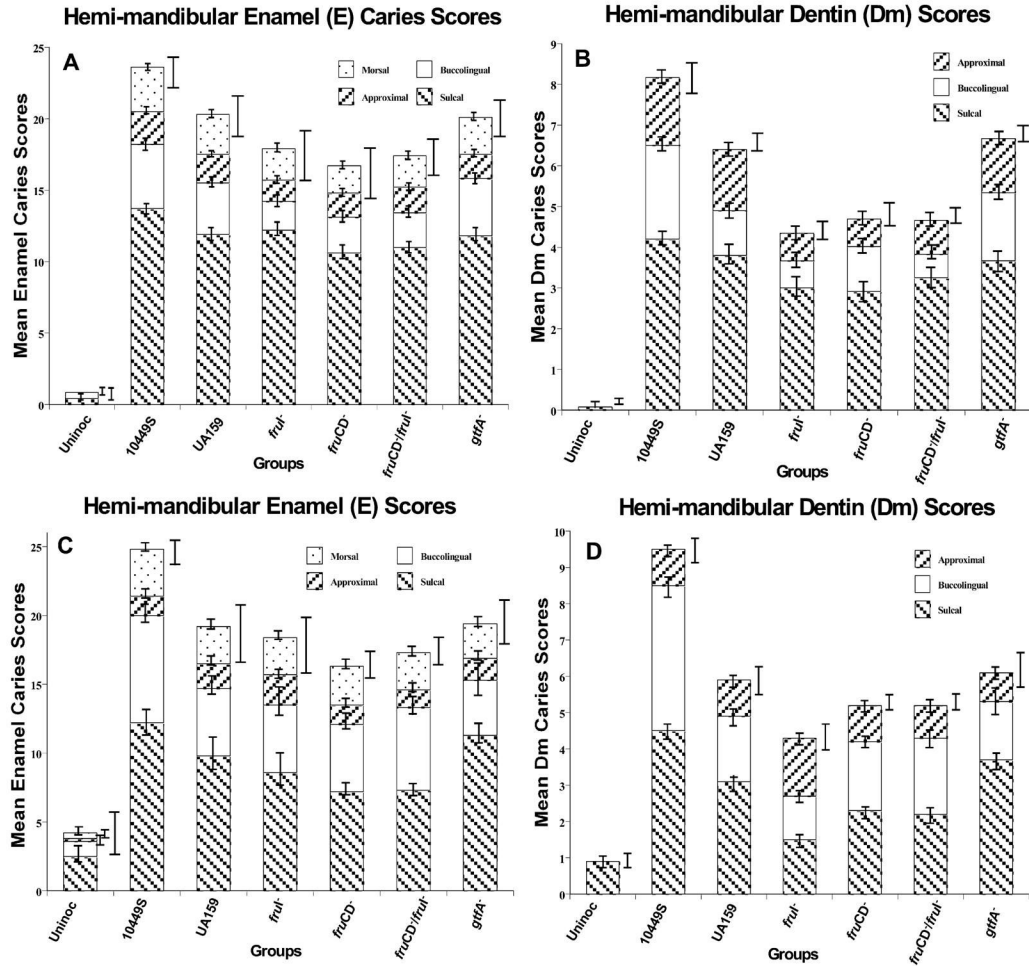 Hemi-mandibular Enamel (E) Caries Scores
A
Mean Enamel Caries Scores
25
20
15
10
5
0
Morsal
Buccolingual
Approximal
Sulcal
Uninoc
10449S
UA159
fruI-
fruCD-
fruCD-/fruI-
gtfA-
Groups
Hemi-mandibular Dentin (Dm) Scores
B
Mean Dm Caries Scores
9
8
7
6
5
4
3
2
1
0
Approximal
Buccolingual
Sulcal
Uninoc
10449S
UA159
fruI-
fruCD-
fruCD-/fruI-
gtfA-
Groups
Hemi-mandibular Enamel (E) Scores
C
Mean Enamel Caries Scores
25
20
15
10
5
0
Morsal
Buccolingual
Approximal
Sulcal
Uninoc
10449S
UA159
fruI-
fruCD-
fruCD-/fruI-
gtfA-
Groups
Hemi-mandibular Dentin (Dm) Scores
D
Mean Dm Caries Scores
10
9
8
7
6
5
4
3
2
1
0
Approximal
Buccolingual
Sulcal
Uninoc
10449S
UA159
fruI-
fruCD-
fruCD-/fruI-
gtfA-
Groups